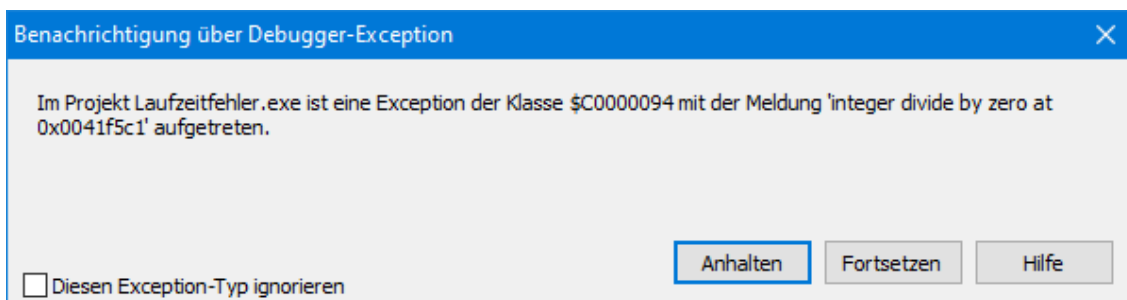 Benachrichtigung über Debugger-Exception
Im Projekt Laufzeitfehler.exe ist eine Exception der Klasse $C0000094 mit der Meldung 'integer divide by zero at
0x0041f5c1' aufgetreten.
Anhalten Fortsetzen Hilfe
Diesen Exception-Typ ignorieren